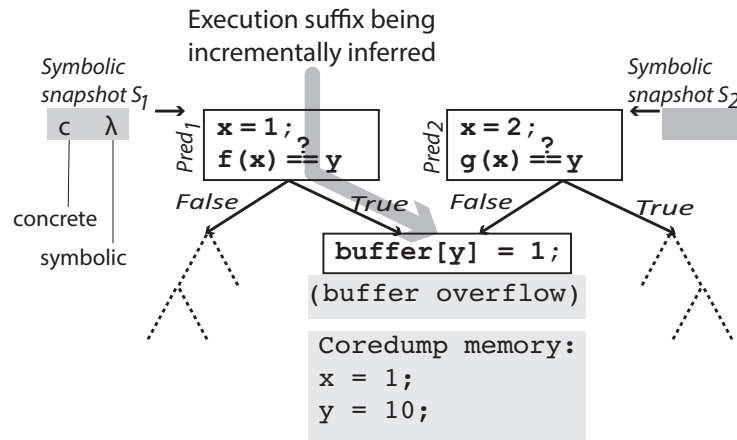 Execution suffix being
incrementally inferred
Symbolic
snapshot S1
c λ
concrete
symbolic
Pred1
x = 1;
?
f(x) == y
Symbolic
snapshot S2
Pred2
x = 2;
?
g(x) == y
False
True
False
True
buffer[y] = 1;
(buffer overflow)
Coredump memory:
x = 1;
y = 10;